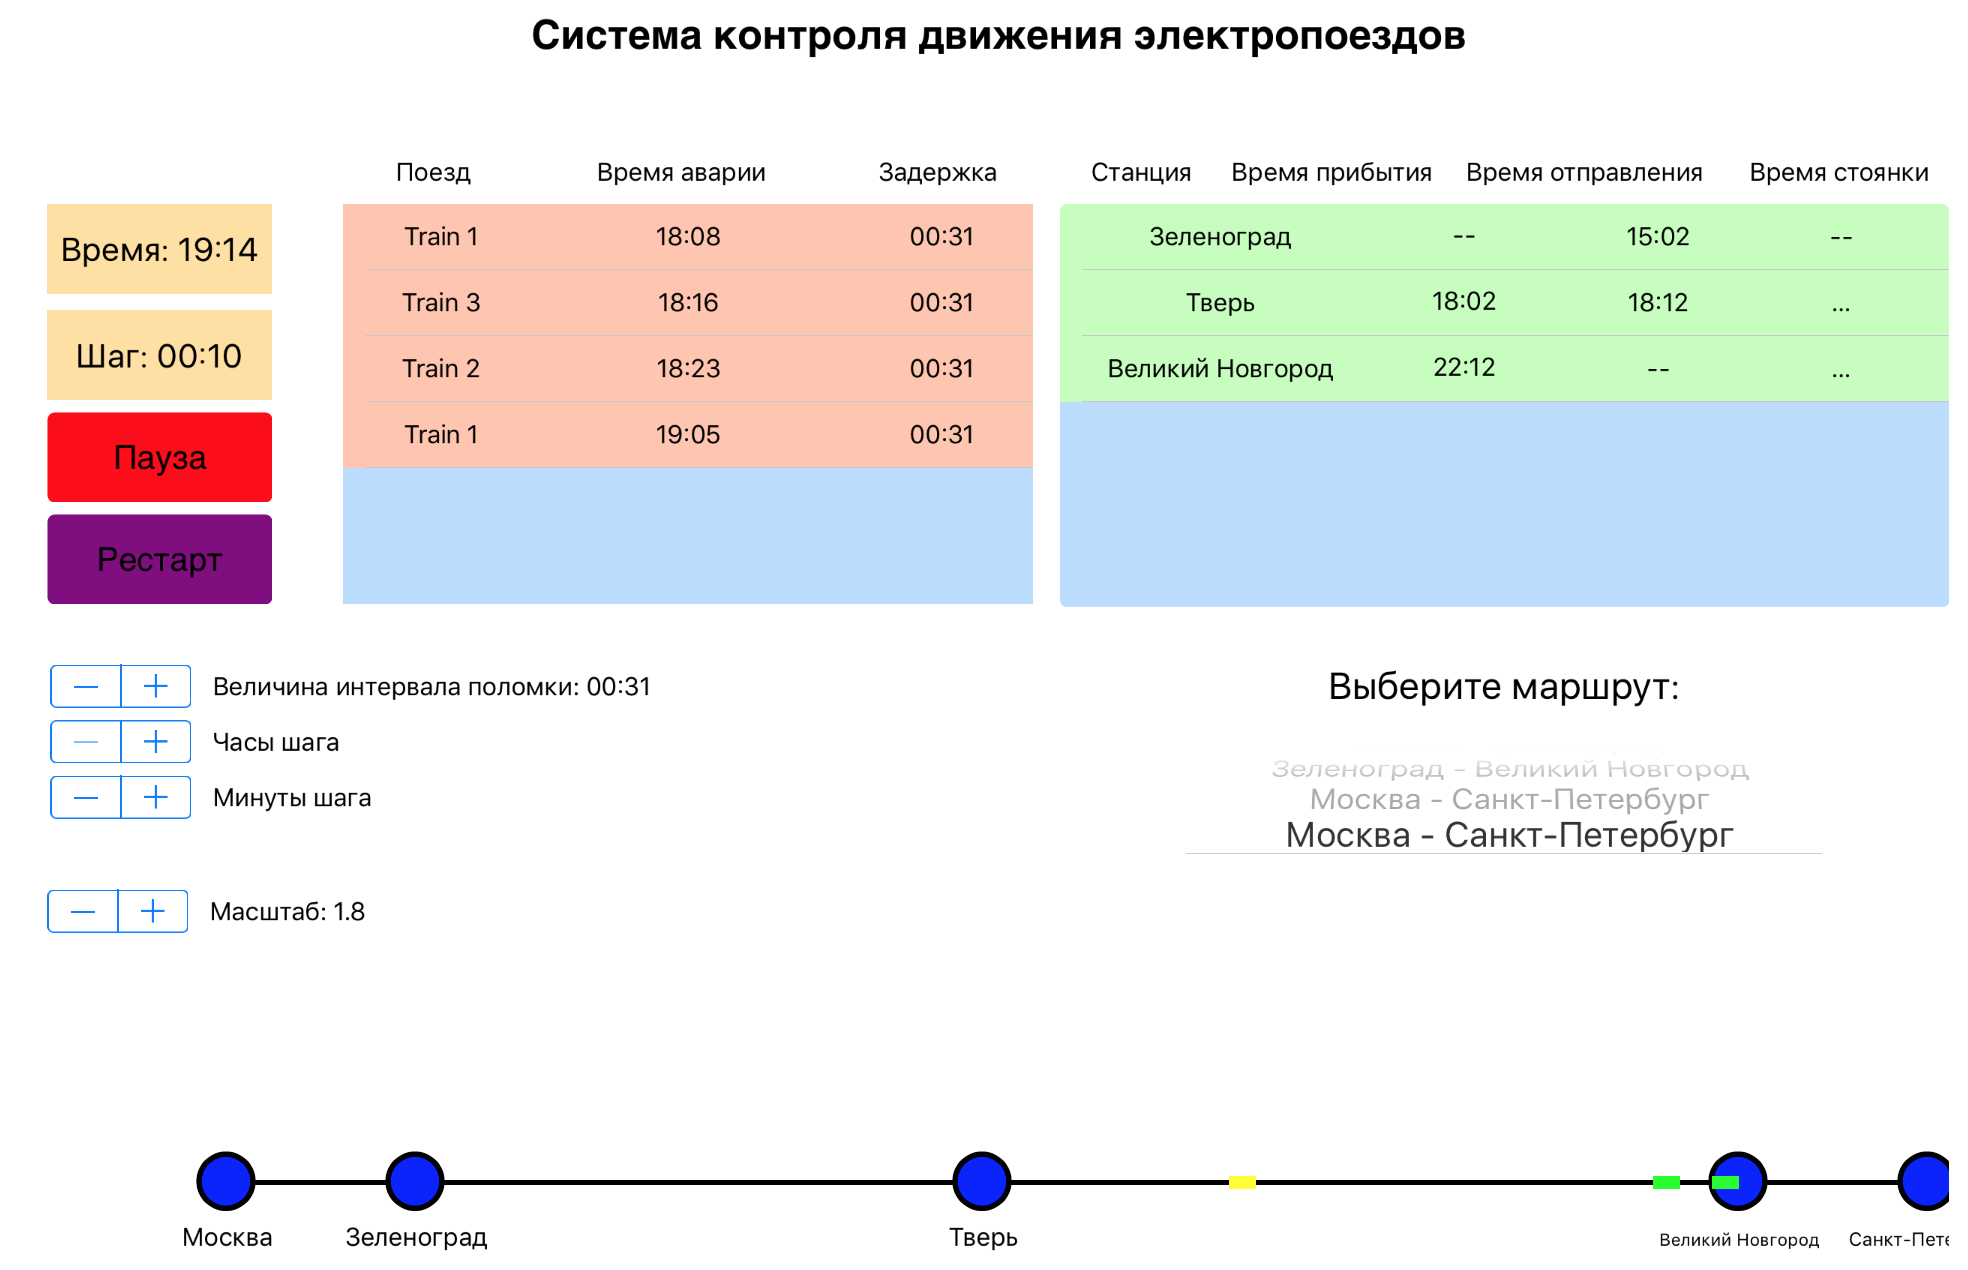 Система контроля движения электропоездов
Поезд Время аварии Задержка
Станция Время прибытия Время отправления Время стоянки
Время: 19:14
Шаг: 00:10
Пауза
Рестарт
Train 1 18:08 00:31
Train 3 18:16 00:31
Train 2 18:23 00:31
Train 1 19:05 00:31
Зеленоград -- 15:02 --
Тверь 18:02 18:12 ...
Великий Новгород 22:12 -- ...
Величина интервала поломки: 00:31
Часы шага
Минуты шага
Масштаб: 1.8
Выберите маршрут:
Зеленоград - Великий Новгород
Москва - Санкт-Петербург
Москва - Санкт-Петербург
Москва Зеленоград Тверь Великий Новгород Санкт-Пете